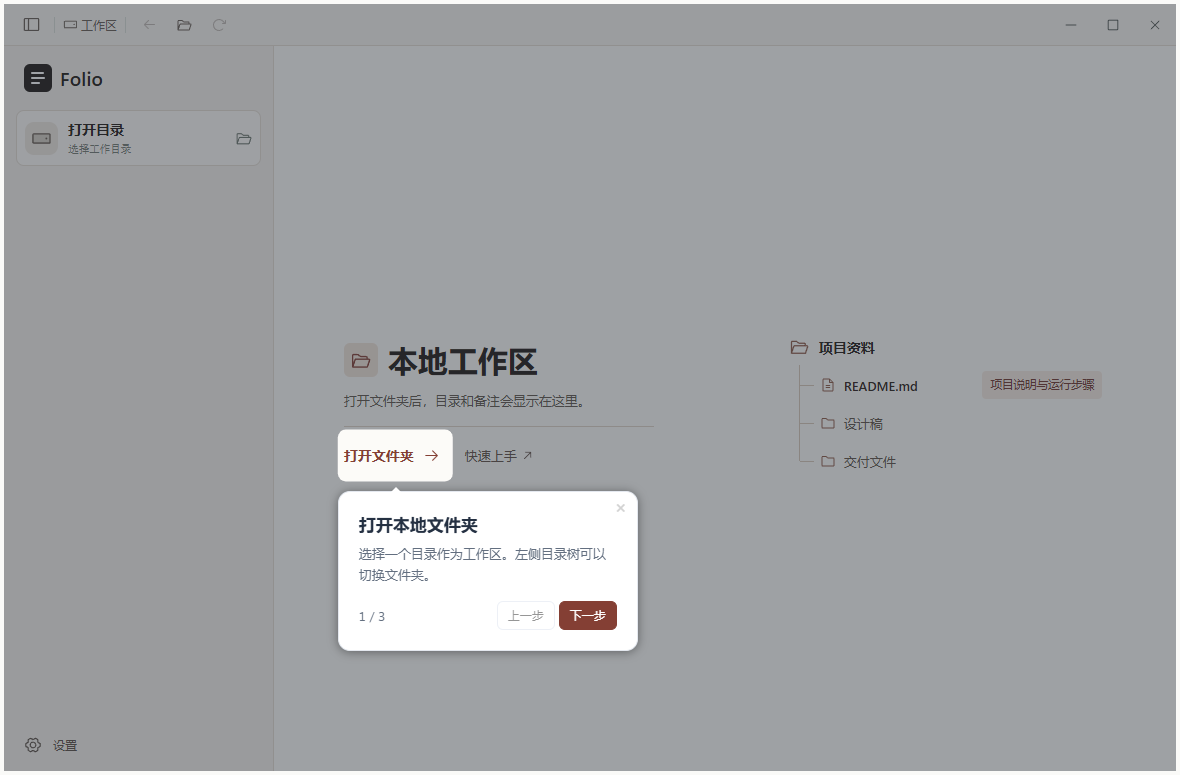 工作区
Folio
打开目录
选择工作目录
本地工作区
打开文件夹后，目录和备注会显示在这里。
打开文件夹 →
快速上手 ↗
项目资料
README.md
项目说明与运行步骤
设计稿
交付文件
打开本地文件夹
选择一个目录作为工作区。左侧目录树可以
切换文件夹。
1 / 3
上一步
下一步
设置